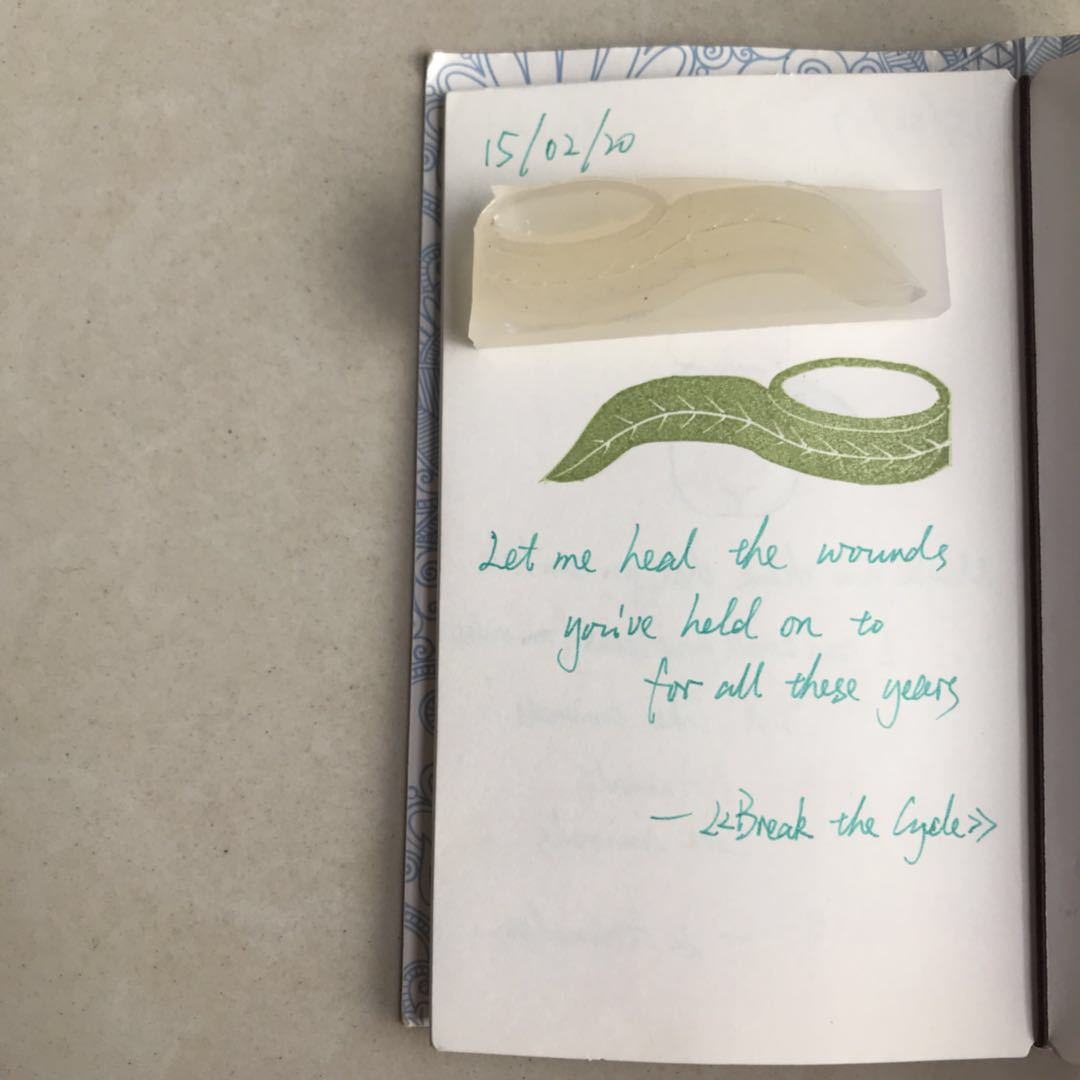 15/02/20
Let me heal the wounds
you've held on to
for all these years
— <<Break the Cycle>>